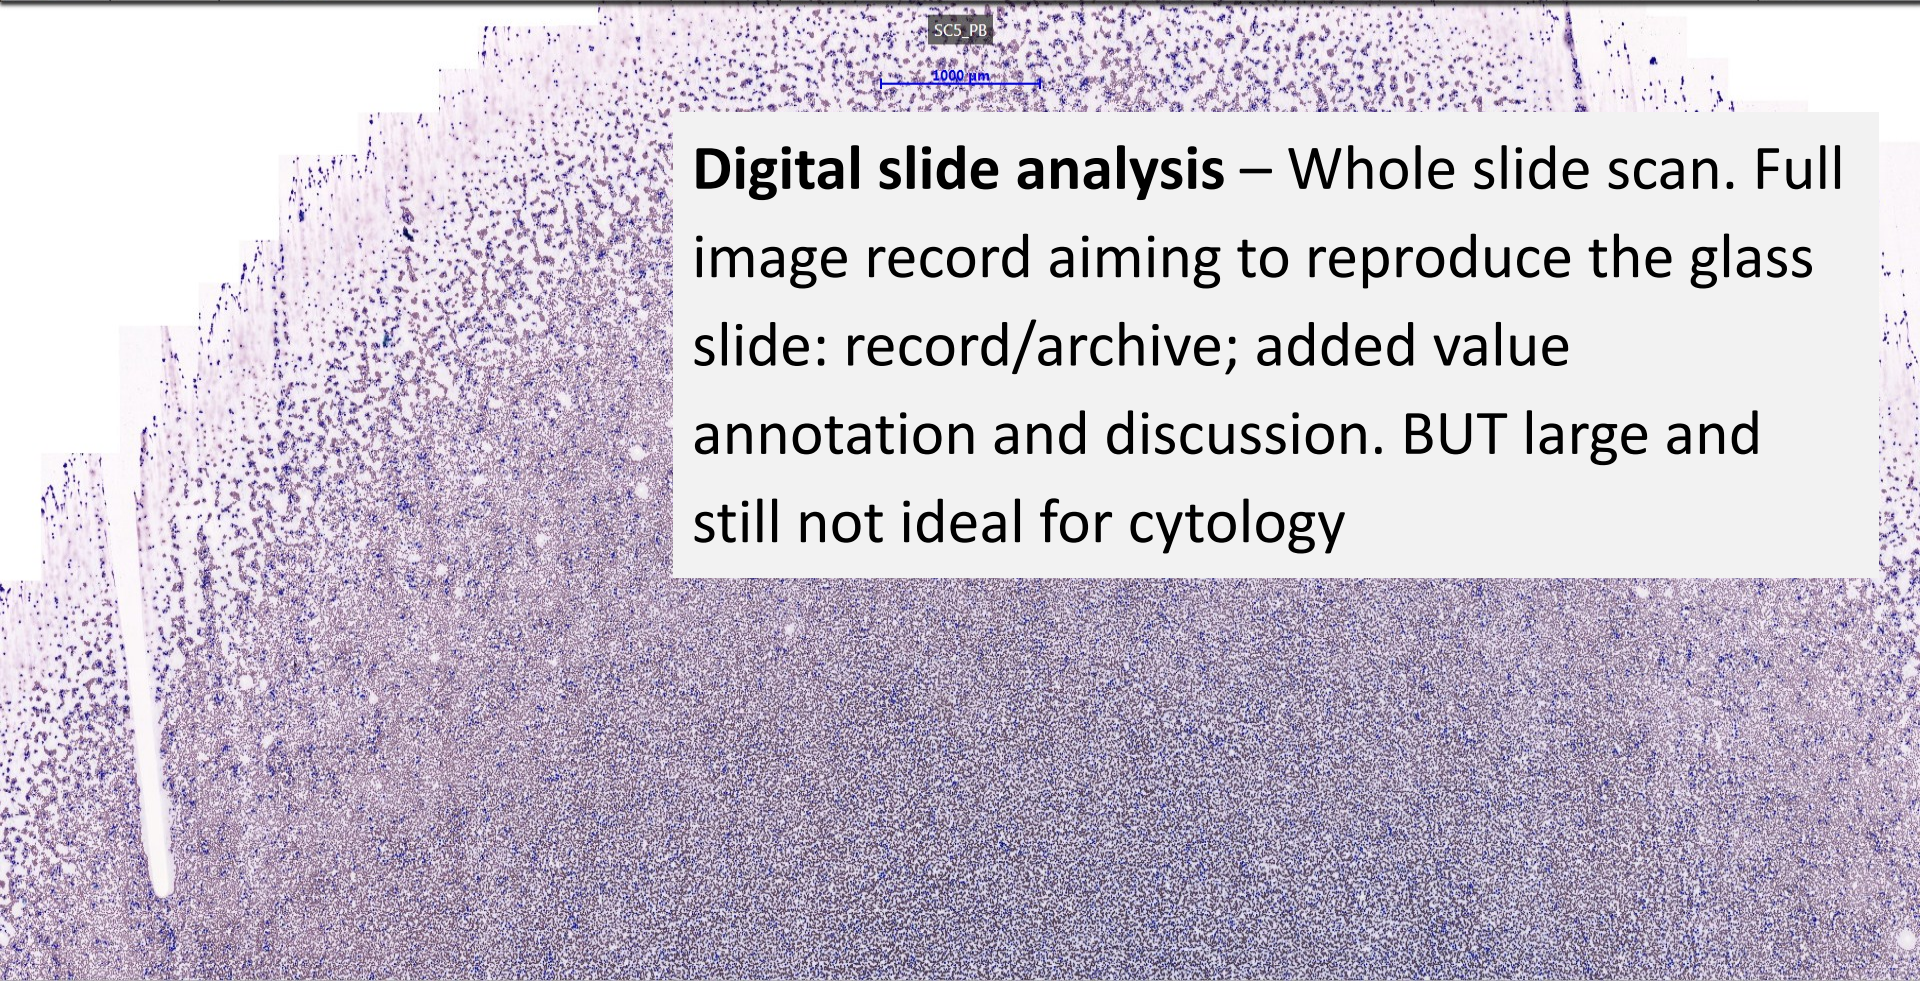 SC5_PB
1000 µm
Digital slide analysis – Whole slide scan. Full
image record aiming to reproduce the glass
slide: record/archive; added value
annotation and discussion. BUT large and
still not ideal for cytology